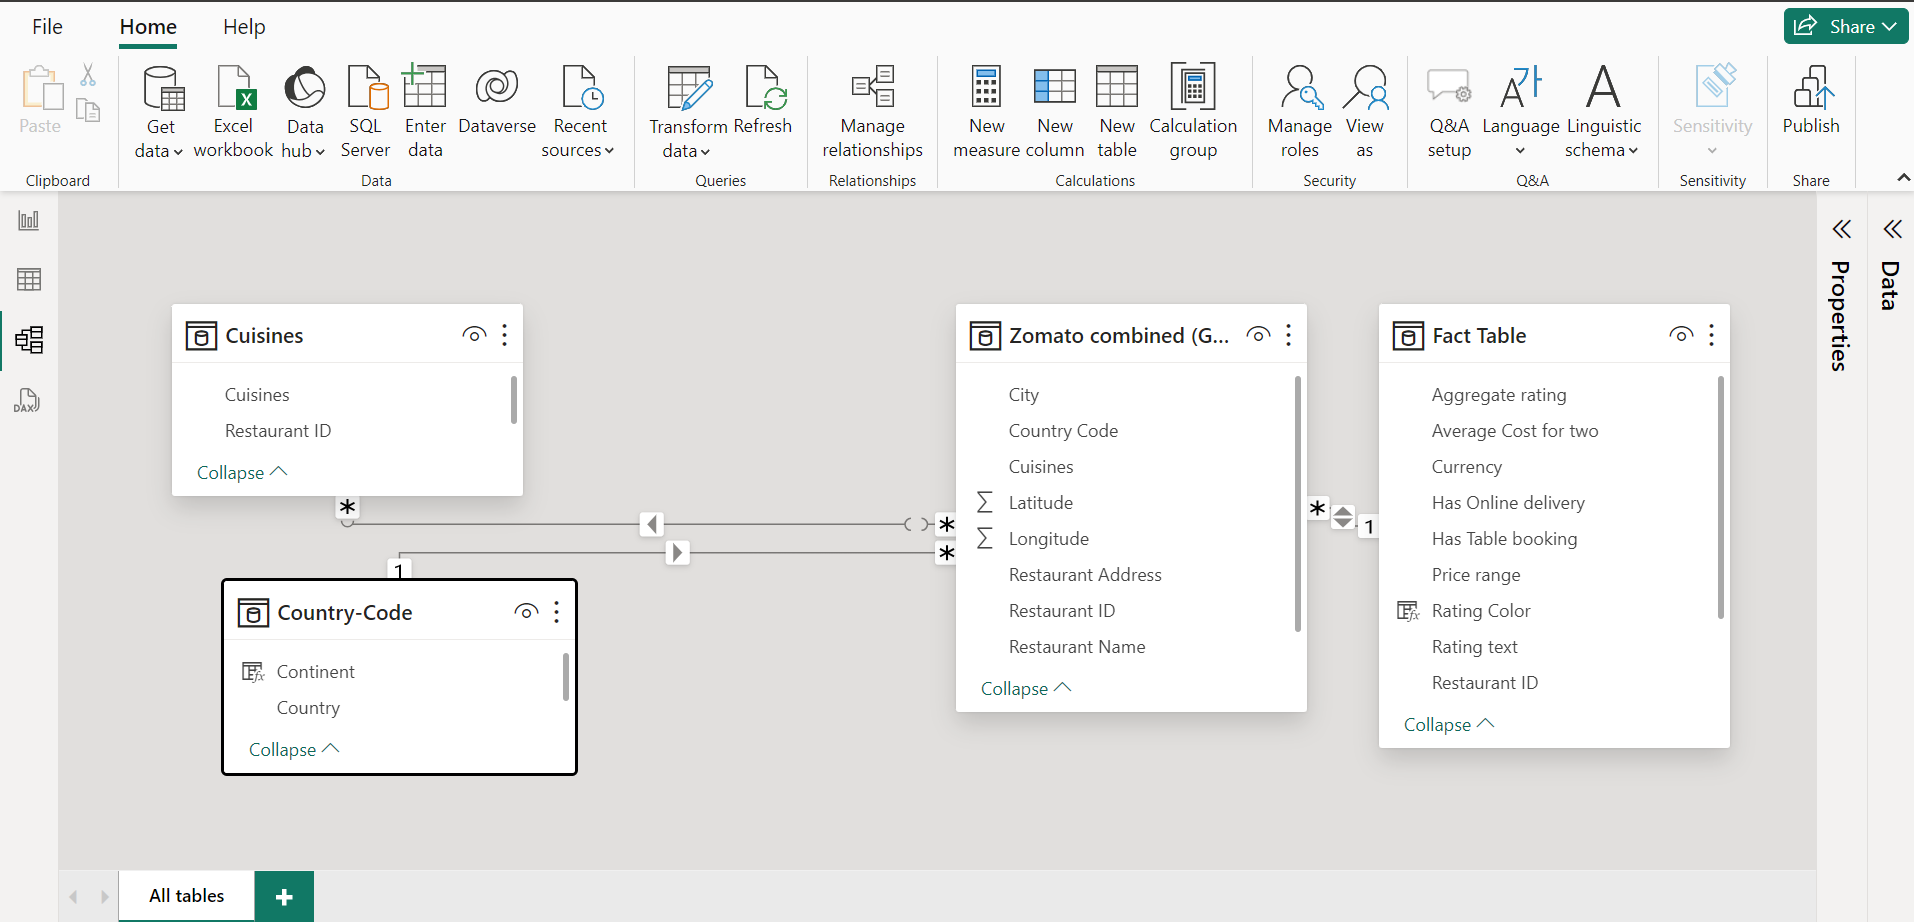 File Home Help
Share
Paste
Get data
Excel workbook
Data hub
SQL Server
Enter data
Dataverse
Recent sources
Transform data
Refresh
Manage relationships
New measure
New column
New table
Calculation group
Manage roles
View as
Q&A setup
Language
Linguistic schema
Sensitivity
Publish
Clipboard
Data
Queries
Relationships
Calculations
Security
Q&A
Sensitivity
Share
DAX
Cuisines
Cuisines
Restaurant ID
Collapse
*
*
1
*
Country-Code
Continent
Country
Collapse
Zomato combined (G...
City
Country Code
Cuisines
Latitude
Longitude
Restaurant Address
Restaurant ID
Restaurant Name
Collapse
*
1
Fact Table
Aggregate rating
Average Cost for two
Currency
Has Online delivery
Has Table booking
Price range
Rating Color
Rating text
Restaurant ID
Collapse
Properties
Data
All tables